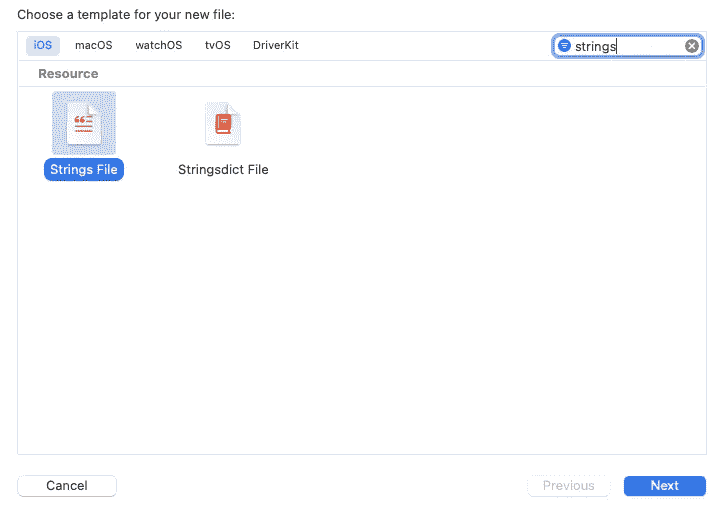 Choose a template for your new file:
iOS macOS watchOS tvOS DriverKit strings
Resource
Strings File Stringsdict File
Cancel Previous Next